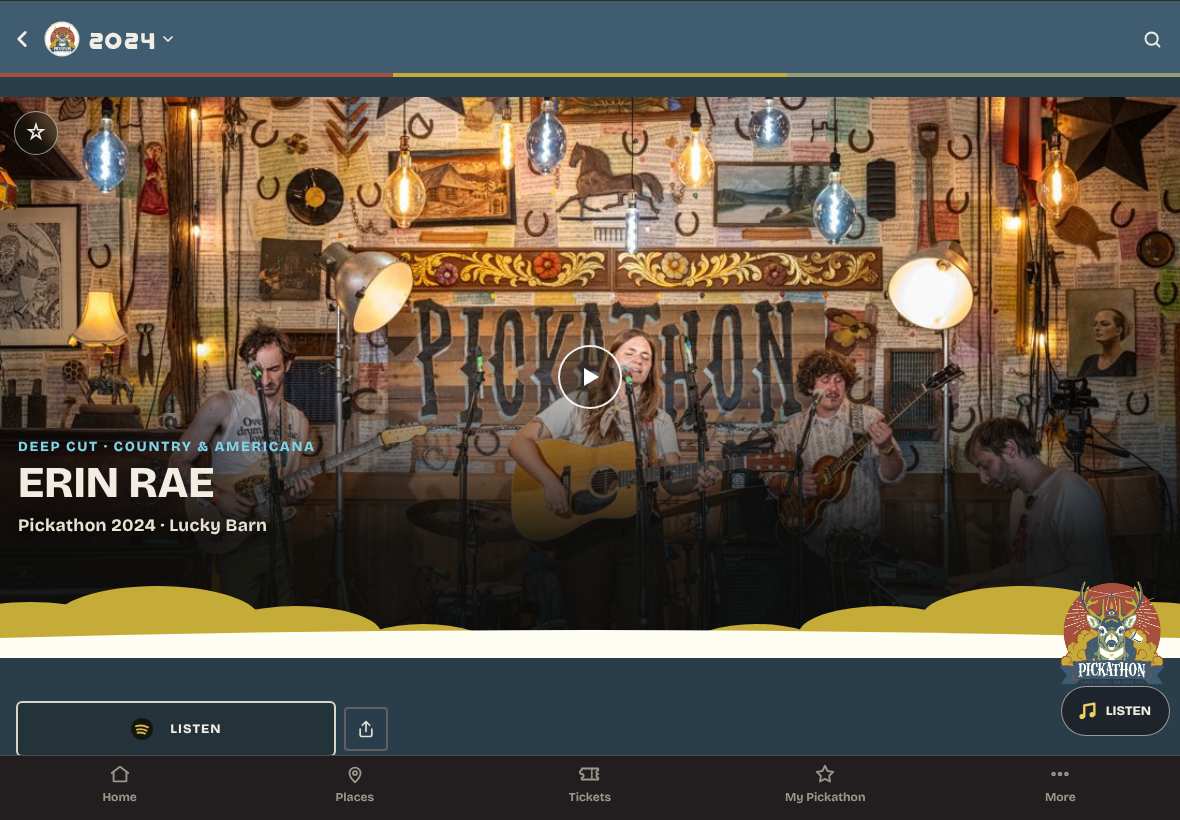 2024
PICKATHON
DEEP CUT · COUNTRY & AMERICANA
ERIN RAE
Pickathon 2024 · Lucky Barn
PICKATHON
LISTEN
LISTEN
Home
Places
Tickets
My Pickathon
More